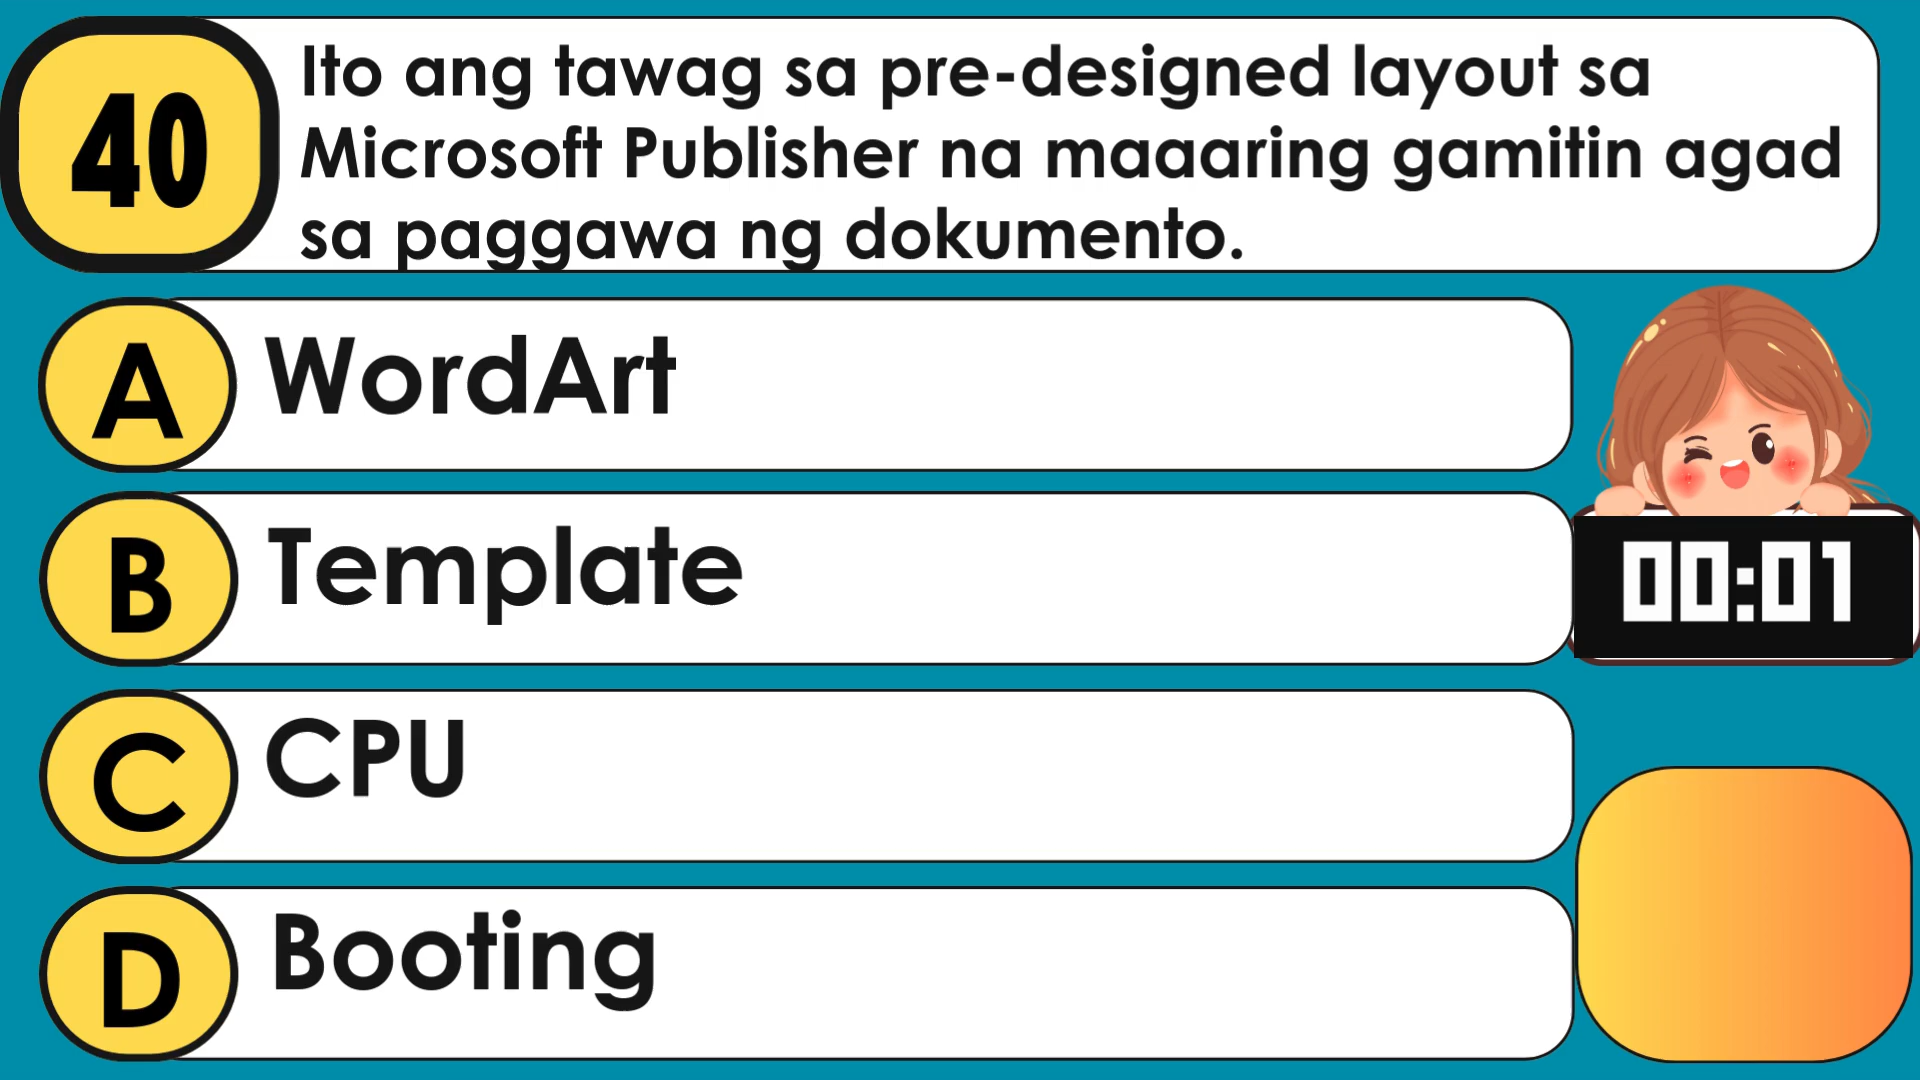 40
Ito ang tawag sa pre-designed layout sa
Microsoft Publisher na maaaring gamitin agad
sa paggawa ng dokumento.
A WordArt
B Template
00:01
C CPU
D Booting